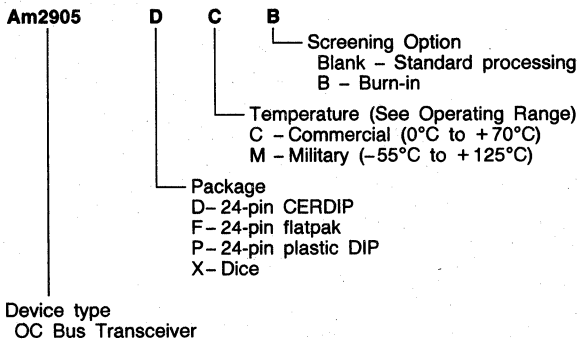 Am2905 D C B
Screening Option
Blank – Standard processing
B – Burn-in
Temperature (See Operating Range)
C – Commercial (0°C to +70°C)
M – Military (–55°C to +125°C)
Package
D– 24-pin CERDIP
F– 24-pin flatpak
P– 24-pin plastic DIP
X– Dice
Device type
OC Bus Transceiver